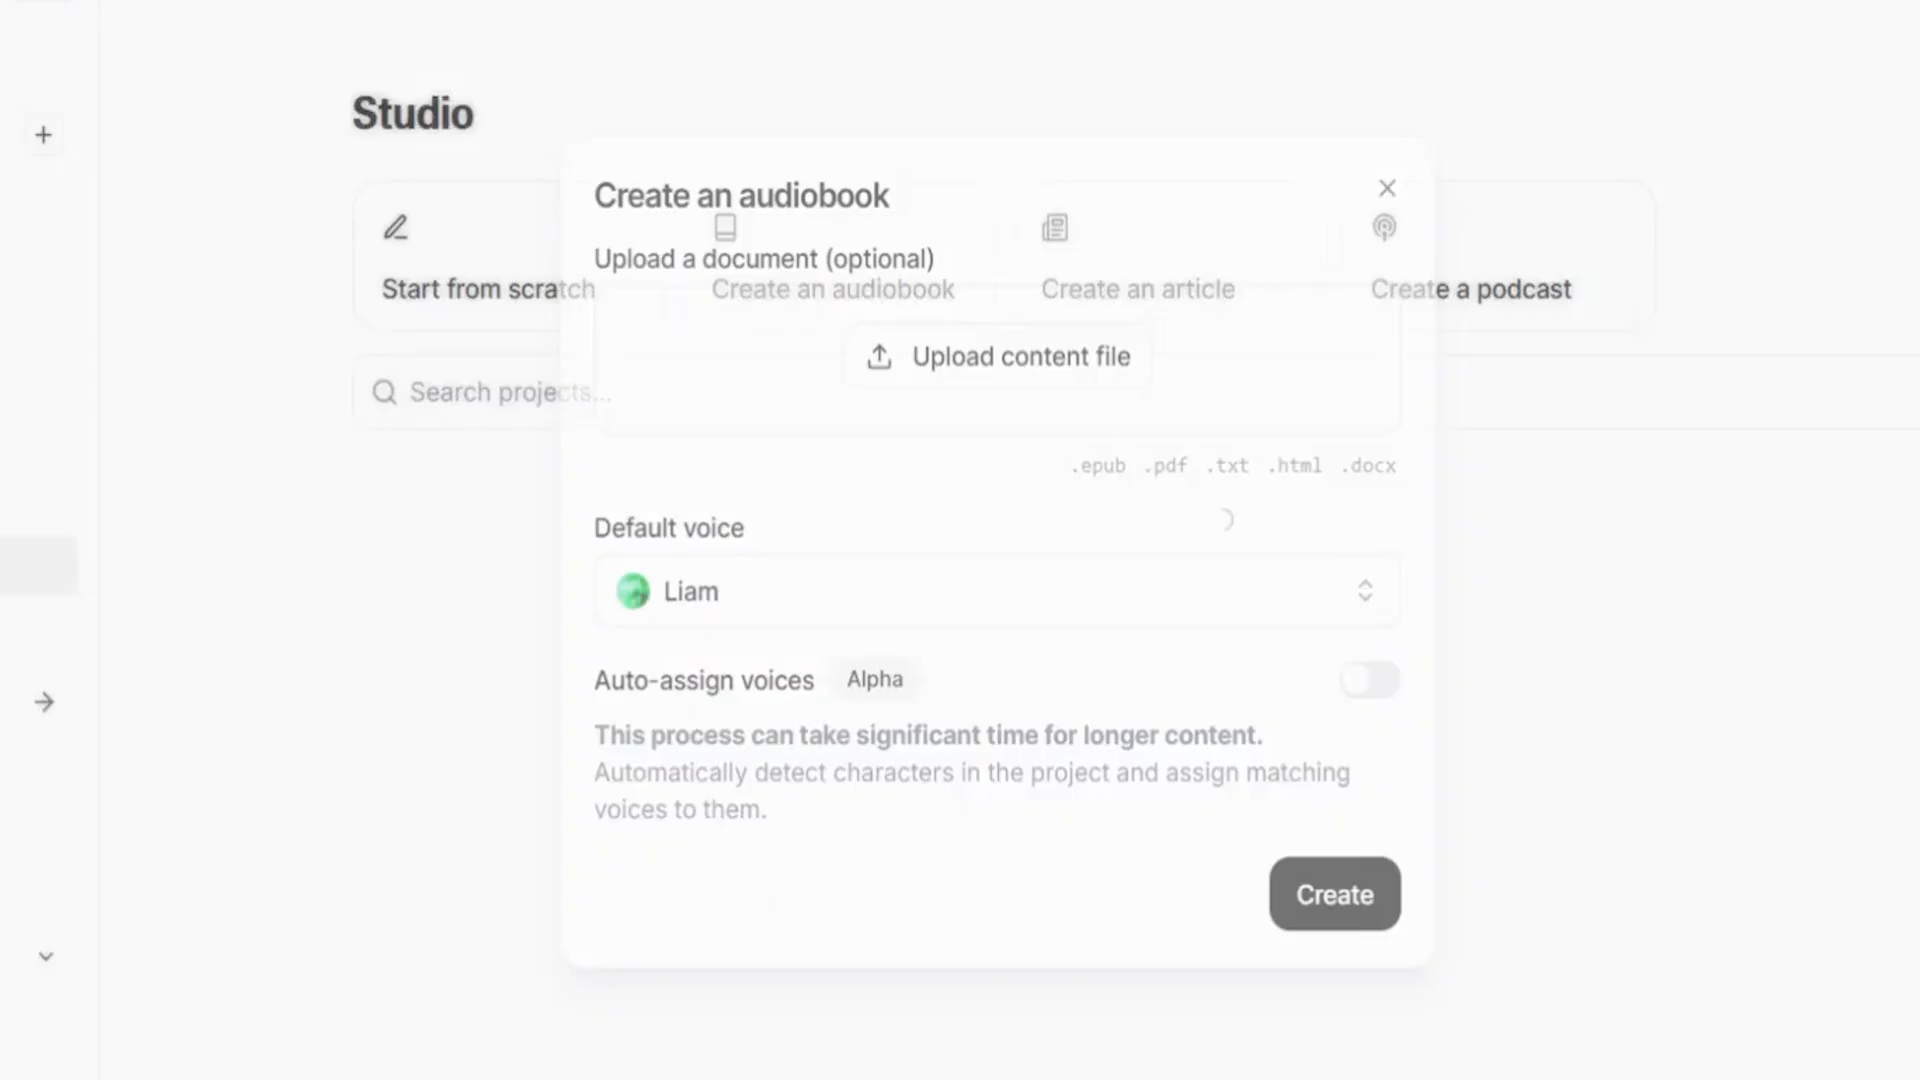 Studio
Create an audiobook
Upload a document (optional)
Start from scratch
Create an audiobook
Create an article
Create a podcast
Upload content file
Search projects...
.epub .pdf .txt .html .docx
Default voice
Liam
Auto-assign voices Alpha
This process can take significant time for longer content.
Automatically detect characters in the project and assign matching
voices to them.
Create